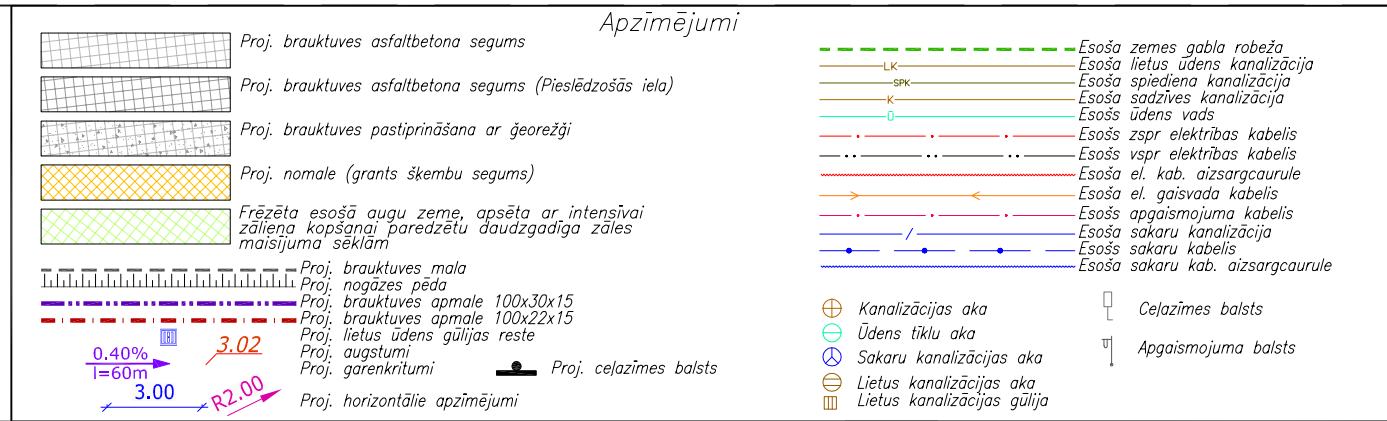 Apzīmējumi
Proj. brauktuves asfaltbetona segums
Proj. brauktuves asfaltbetona segums (Pieslēdzošās iela)
Proj. brauktuves pastiprināšana ar ģeorežģi
Proj. nomale (grants šķembu segums)
Frēzēta esošā augu zeme, apsēta ar intensīvai
zāliena kopšanai paredzētu daudzgadīga zāles
maisījuma sēklām
Proj. brauktuves mala
Proj. nogāzes pēda
Proj. brauktuves apmale 100x30x15
Proj. brauktuves apmale 100x22x15
Proj. lietus ūdens gūlijas reste
3.02
Proj. augstumi
0.40%
l=60m
Proj. garenkritumi
Proj. ceļazīmes balsts
3.00
R2.00
Proj. horizontālie apzīmējumi
Esoša zemes gabla robeža
LK
Esoša lietus ūdens kanalizācija
SPK
Esoša spiediena kanalizācija
K
Esoša sadzīves kanalizācija
Ū
Esošs ūdens vads
Esošs zspr elektrības kabelis
Esošs vspr elektrības kabelis
Esoša el. kab. aizsargcaurule
Esoša el. gaisvada kabelis
Esošs apgaismojuma kabelis
Esoša sakaru kanalizācija
Esošs sakaru kabelis
Esoša sakaru kab. aizsargcaurule
Kanalizācijas aka
Ūdens tīklu aka
Sakaru kanalizācijas aka
Lietus kanalizācijas aka
Lietus kanalizācijas gūlija
Ceļazīmes balsts
Apgaismojuma balsts